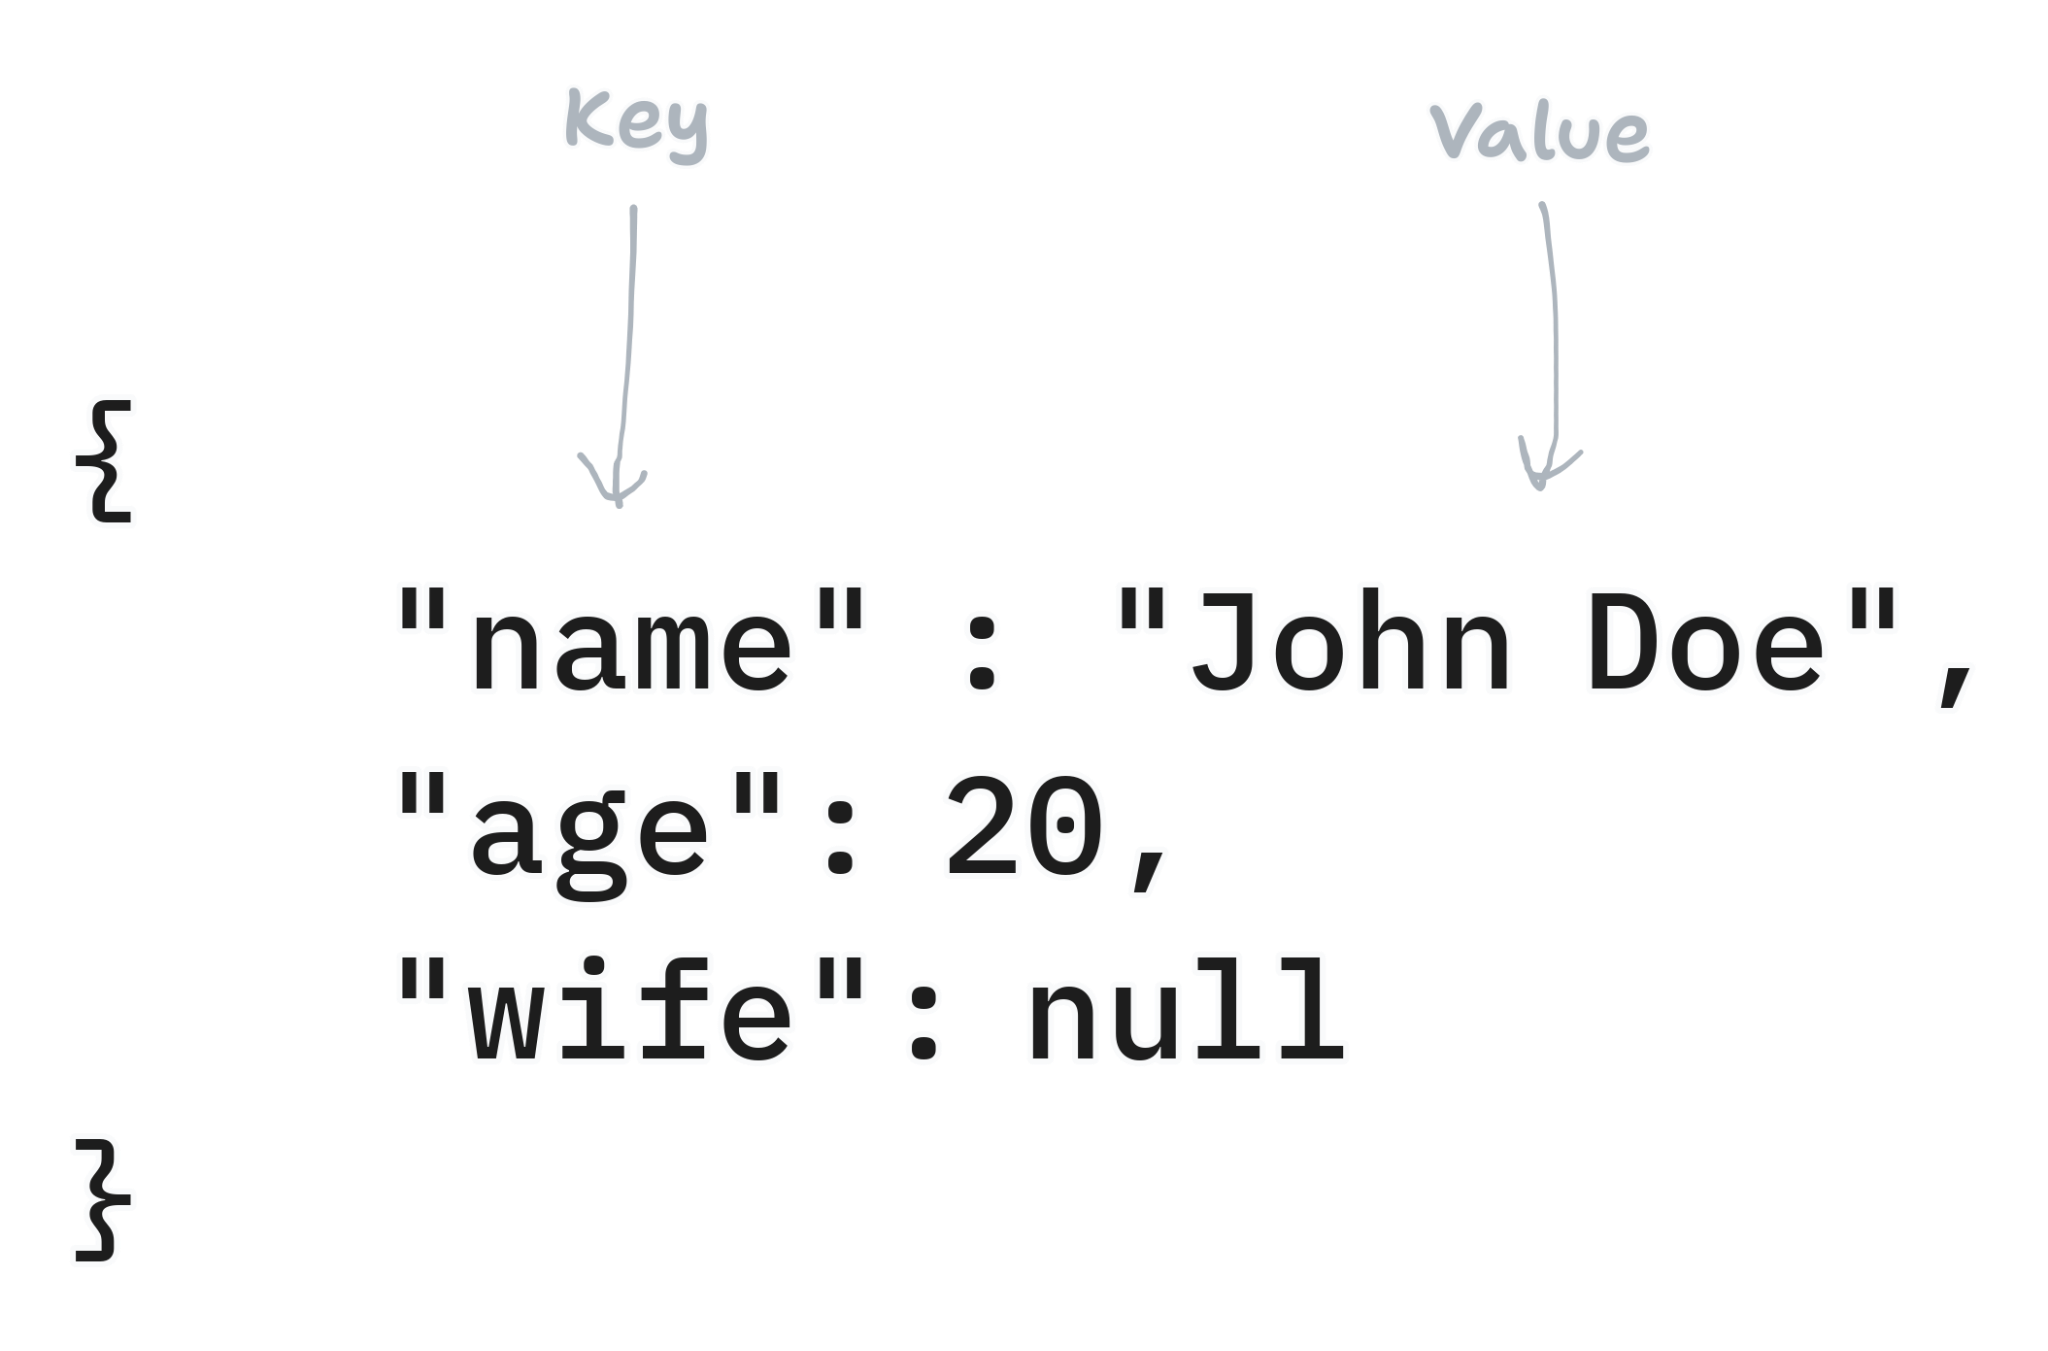 Key Value
{
"name" : "John Doe",
"age": 20,
"wife": null
}